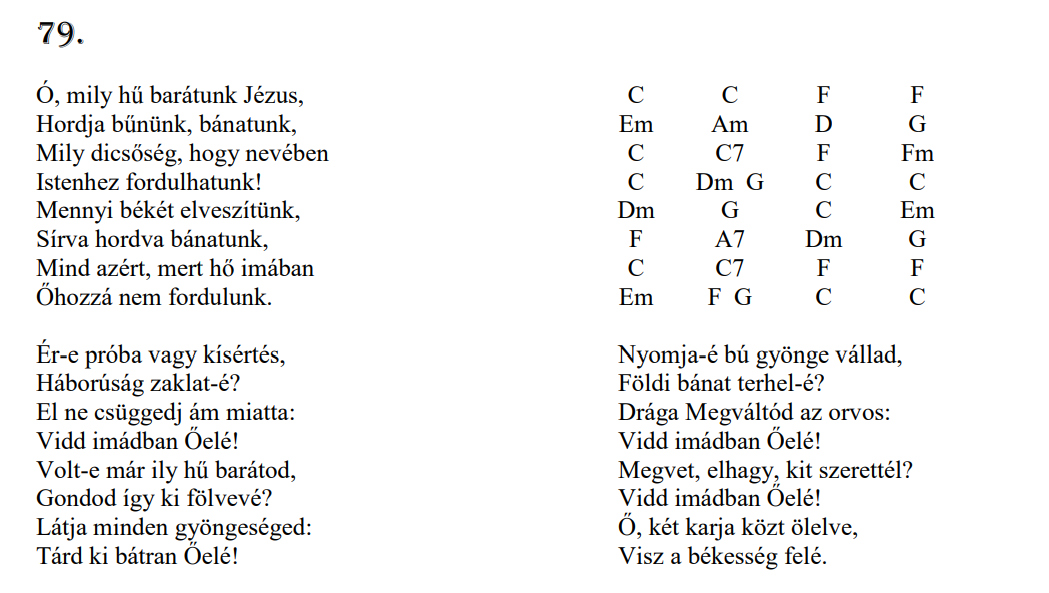 79.
Ó, mily hű barátunk Jézus,
Hordja bűnünk, bánatunk,
Mily dicsőség, hogy nevében
Istenhez fordulhatunk!
Mennyi békét elveszítünk,
Sírva hordva bánatunk,
Mind azért, mert hő imában
Őhozzá nem fordulunk.
C C F F
Em Am D G
C C7 F Fm
C Dm G C C
Dm G C Em
F A7 Dm G
C C7 F F
Em F G C C
Ér-e próba vagy kísértés,
Háborúság zaklat-é?
El ne csüggedj ám miatta:
Vidd imádban Őelé!
Volt-e már ily hű barátod,
Gondod így ki fölvevé?
Látja minden gyöngeséged:
Tárd ki bátran Őelé!
Nyomja-é bú gyönge vállad,
Földi bánat terhel-é?
Drága Megváltód az orvos:
Vidd imádban Őelé!
Megvet, elhagy, kit szerettél?
Vidd imádban Őelé!
Ő, két karja közt ölelve,
Visz a békesség felé.